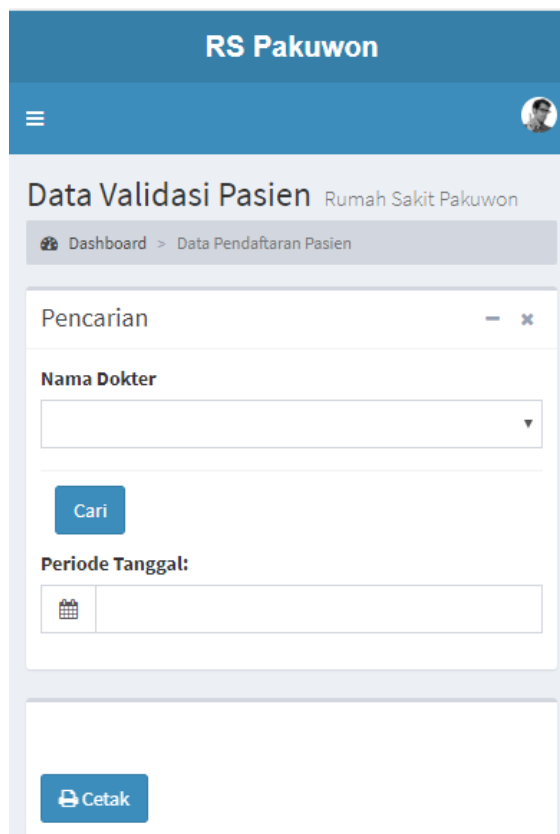 RS Pakuwon
Data Validasi Pasien Rumah Sakit Pakuwon
Dashboard > Data Pendaftaran Pasien
Pencarian
Nama Dokter
Cari
Periode Tanggal:
Cetak